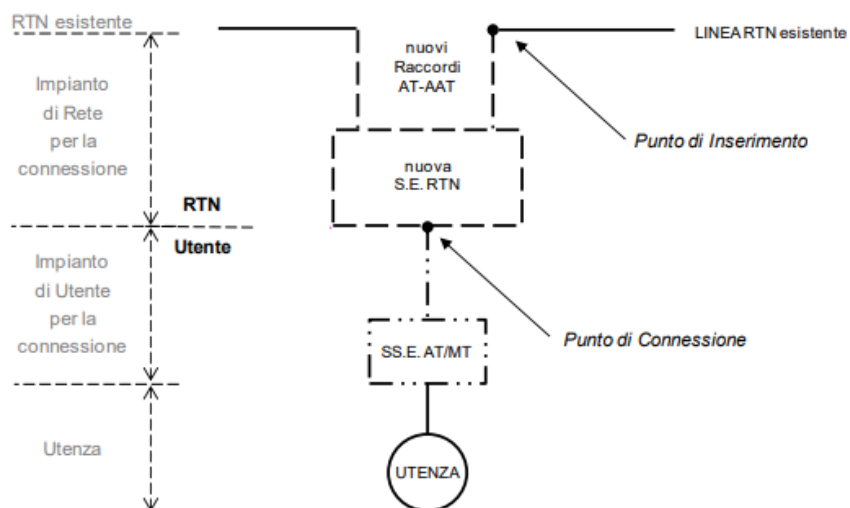 RTN esistente
LINEA RTN esistente
nuovi
Raccordi
AT-AAT
Impianto
di Rete
per la
connessione
Punto di Inserimento
nuova
S.E. RTN
RTN
Utente
Impianto
di Utente
per la
connessione
Punto di Connessione
SS.E. AT/MT
Utenza
UTENZA